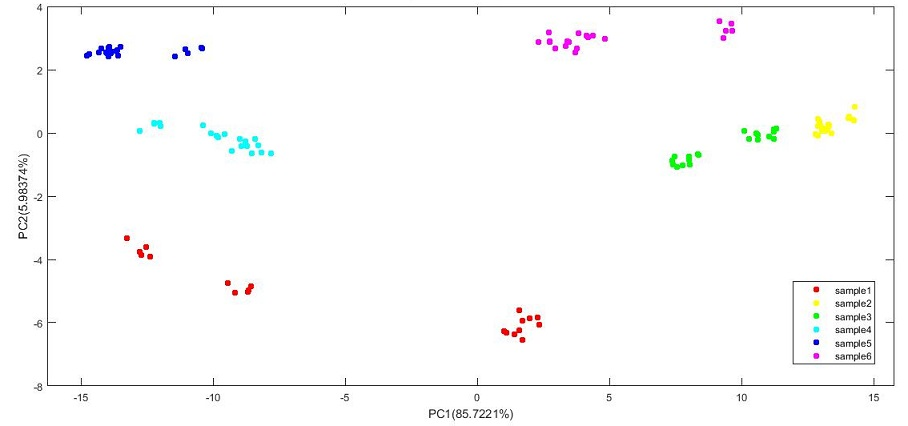 4
2
0
-2
-4
-6
-8
PC2(5.98374%)
-15 -10 -5 0 5 10 15
PC1(85.7221%)
sample1
sample2
sample3
sample4
sample5
sample6